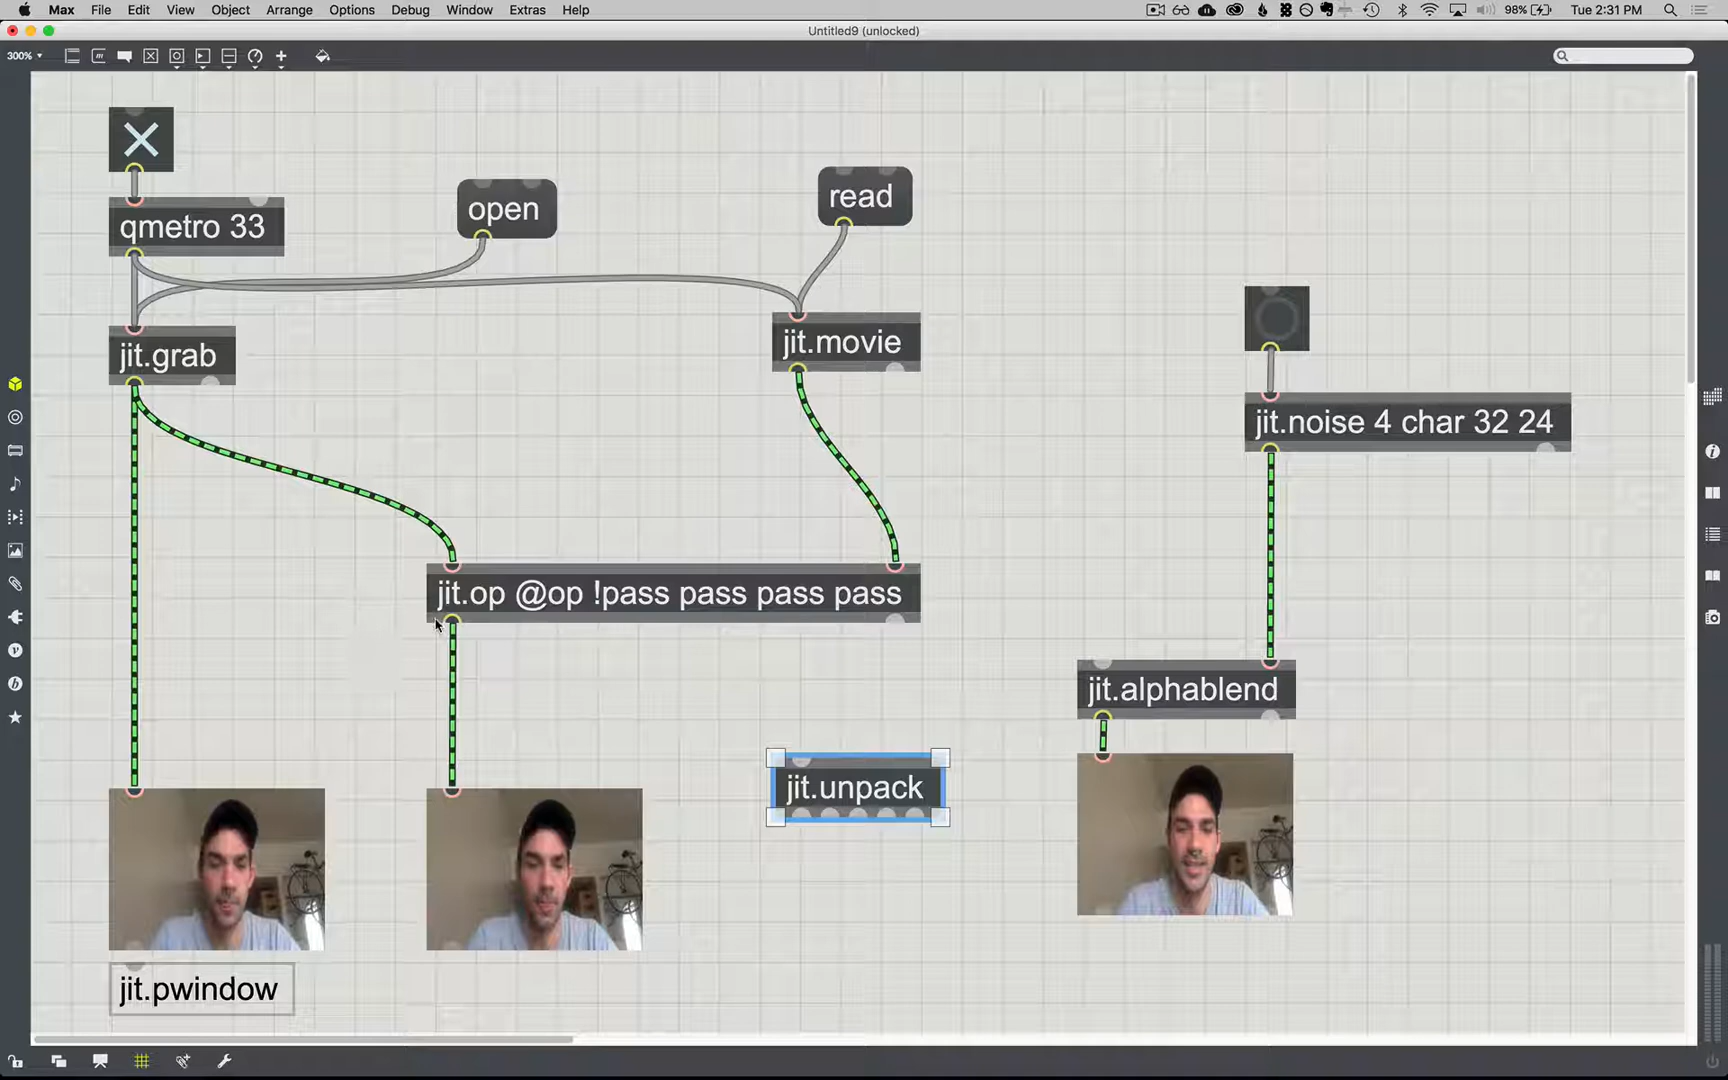 Max File Edit View Object Arrange Options Debug Window Extras Help 98% Tue 2:31 PM
Untitled9 (unlocked)
300%
open
read
qmetro 33
jit.grab
jit.movie
jit.noise 4 char 32 24
jit.op @op !pass pass pass pass
jit.alphablend
jit.unpack
jit.pwindow